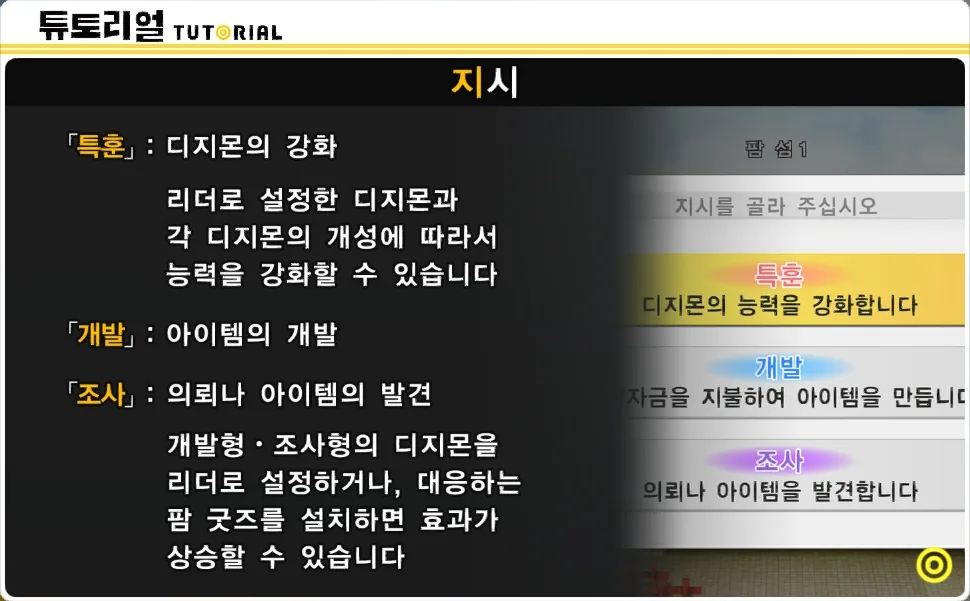 튜토리얼 TUTORIAL
지시
「특훈」: 디지몬의 강화
리더로 설정한 디지몬과
각 디지몬의 개성에 따라서
능력을 강화할 수 있습니다
「개발」: 아이템의 개발
「조사」: 의뢰나 아이템의 발견
개발형・조사형의 디지몬을
리더로 설정하거나, 대응하는
팜 굿즈를 설치하면 효과가
상승할 수 있습니다
팜 섬1
지시를 골라 주십시오
특훈
디지몬의 능력을 강화합니다
개발
자금을 지불하여 아이템을 만듭니다
조사
의뢰나 아이템을 발견합니다